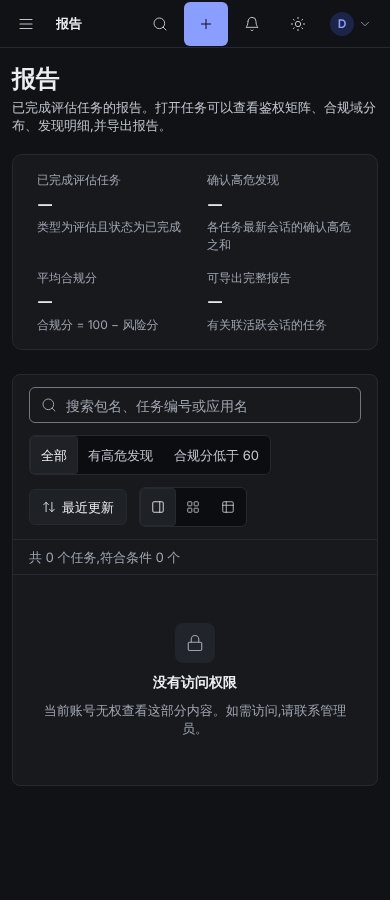 报告
D
报告
已完成评估任务的报告。打开任务可以查看鉴权矩阵、合规域分
布、发现明细,并导出报告。
已完成评估任务
—
类型为评估且状态为已完成
确认高危发现
—
各任务最新会话的确认高危
之和
平均合规分
—
合规分 = 100 − 风险分
可导出完整报告
—
有关联活跃会话的任务
搜索包名、任务编号或应用名
全部
有高危发现
合规分低于 60
最近更新
共 0 个任务,符合条件 0 个
没有访问权限
当前账号无权查看这部分内容。如需访问,请联系管理
员。